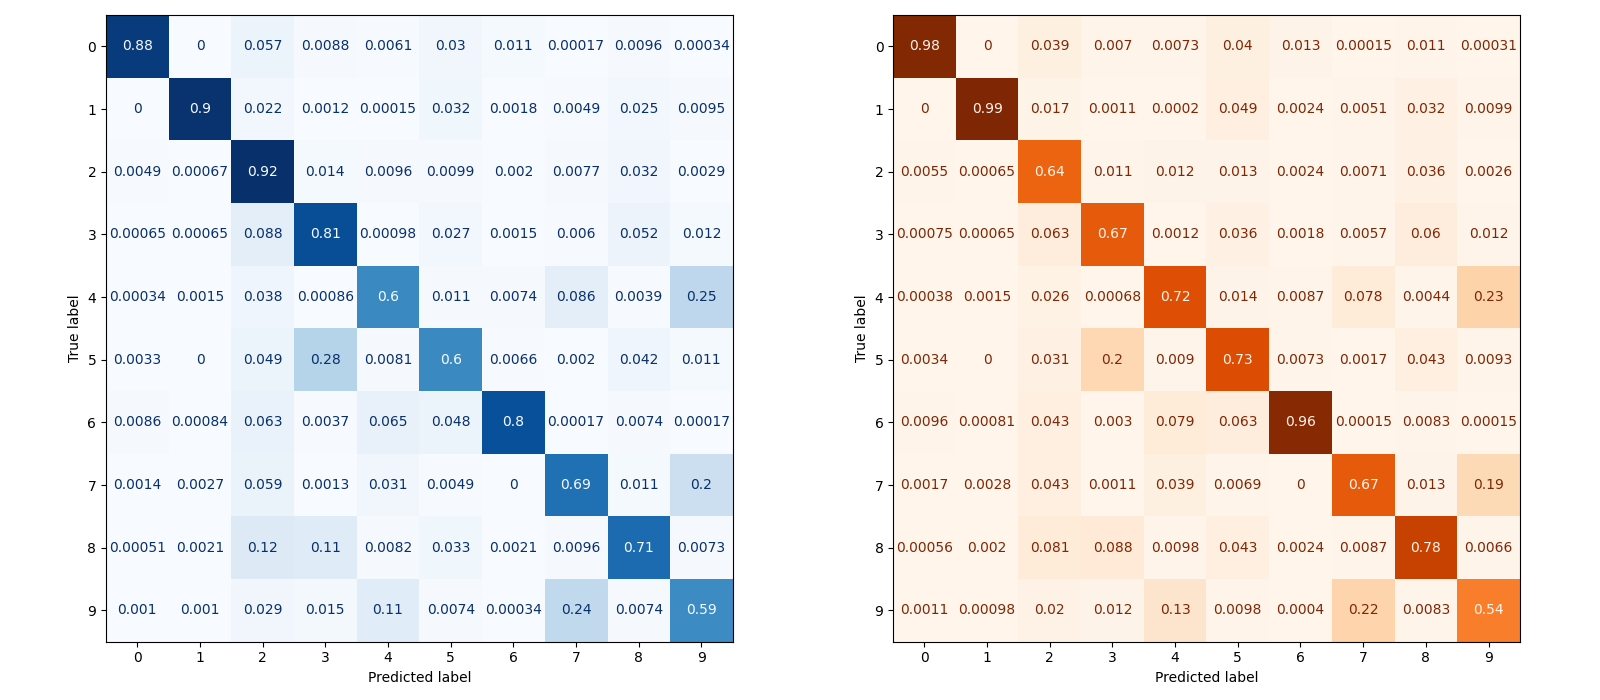 0 0.88 0 0.057 0.0088 0.0061 0.03 0.011 0.00017 0.0096 0.00034
1 0 0.9 0.022 0.0012 0.00015 0.032 0.0018 0.0049 0.025 0.0095
2 0.0049 0.00067 0.92 0.014 0.0096 0.0099 0.002 0.0077 0.032 0.0029
3 0.00065 0.00065 0.088 0.81 0.00098 0.027 0.0015 0.006 0.052 0.012
4 0.00034 0.0015 0.038 0.00086 0.6 0.011 0.0074 0.086 0.0039 0.25
5 0.0033 0 0.049 0.28 0.0081 0.6 0.0066 0.002 0.042 0.011
6 0.0086 0.00084 0.063 0.0037 0.065 0.048 0.8 0.00017 0.0074 0.00017
7 0.0014 0.0027 0.059 0.0013 0.031 0.0049 0 0.69 0.011 0.2
8 0.00051 0.0021 0.12 0.11 0.0082 0.033 0.0021 0.0096 0.71 0.0073
9 0.001 0.001 0.029 0.015 0.11 0.0074 0.00034 0.24 0.0074 0.59
0 1 2 3 4 5 6 7 8 9
Predicted label
True label
0 0.98 0 0.039 0.007 0.0073 0.04 0.013 0.00015 0.011 0.00031
1 0 0.99 0.017 0.0011 0.0002 0.049 0.0024 0.0051 0.032 0.0099
2 0.0055 0.00065 0.64 0.011 0.012 0.013 0.0024 0.0071 0.036 0.0026
3 0.00075 0.00065 0.063 0.67 0.0012 0.036 0.0018 0.0057 0.06 0.012
4 0.00038 0.0015 0.026 0.00068 0.72 0.014 0.0087 0.078 0.0044 0.23
5 0.0034 0 0.031 0.2 0.009 0.73 0.0073 0.0017 0.043 0.0093
6 0.0096 0.00081 0.043 0.003 0.079 0.063 0.96 0.00015 0.0083 0.00015
7 0.0017 0.0028 0.043 0.0011 0.039 0.0069 0 0.67 0.013 0.19
8 0.00056 0.002 0.081 0.088 0.0098 0.043 0.0024 0.0087 0.78 0.0066
9 0.0011 0.00098 0.02 0.012 0.13 0.0098 0.0004 0.22 0.0083 0.54
0 1 2 3 4 5 6 7 8 9
Predicted label
True label